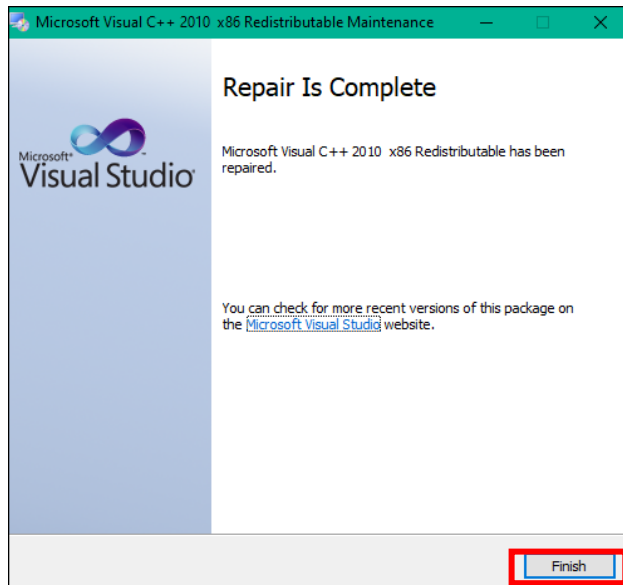 Microsoft Visual C++ 2010 x86 Redistributable Maintenance
Repair Is Complete
Microsoft
Visual Studio
Microsoft Visual C++ 2010 x86 Redistributable has been
repaired.
You can check for more recent versions of this package on
the Microsoft Visual Studio website.
Finish